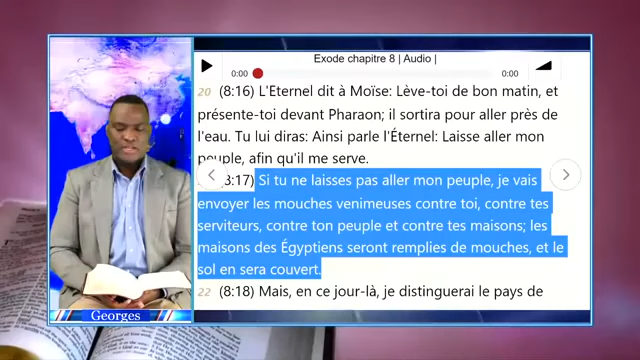 Exode chapitre 8 | Audio |
0:00
0:00
20 (8:16) L'Eternel dit à Moïse: Lève-toi de bon matin, et
présente-toi devant Pharaon; il sortira pour aller près de
l'eau. Tu lui diras: Ainsi parle l'Éternel: Laisse aller mon
peuple, afin qu'il me serve.
8:17) Si tu ne laisses pas aller mon peuple, je vais
envoyer les mouches venimeuses contre toi, contre tes
serviteurs, contre ton peuple et contre tes maisons; les
maisons des Égyptiens seront remplies de mouches, et le
sol en sera couvert.
22 (8:18) Mais, en ce jour-là, je distinguerai le pays de
Georges